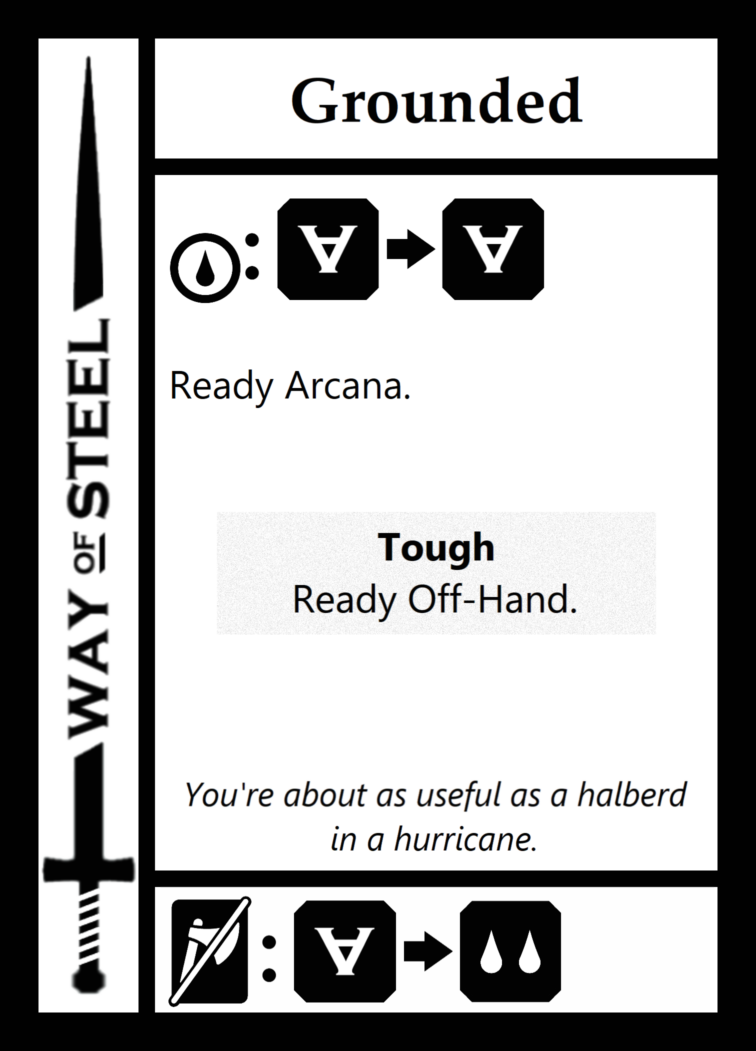 Grounded
: ∀ → ∀
Ready Arcana.
Tough
Ready Off-Hand.
You're about as useful as a halberd
in a hurricane.
: ∀ →
WAY OF STEEL